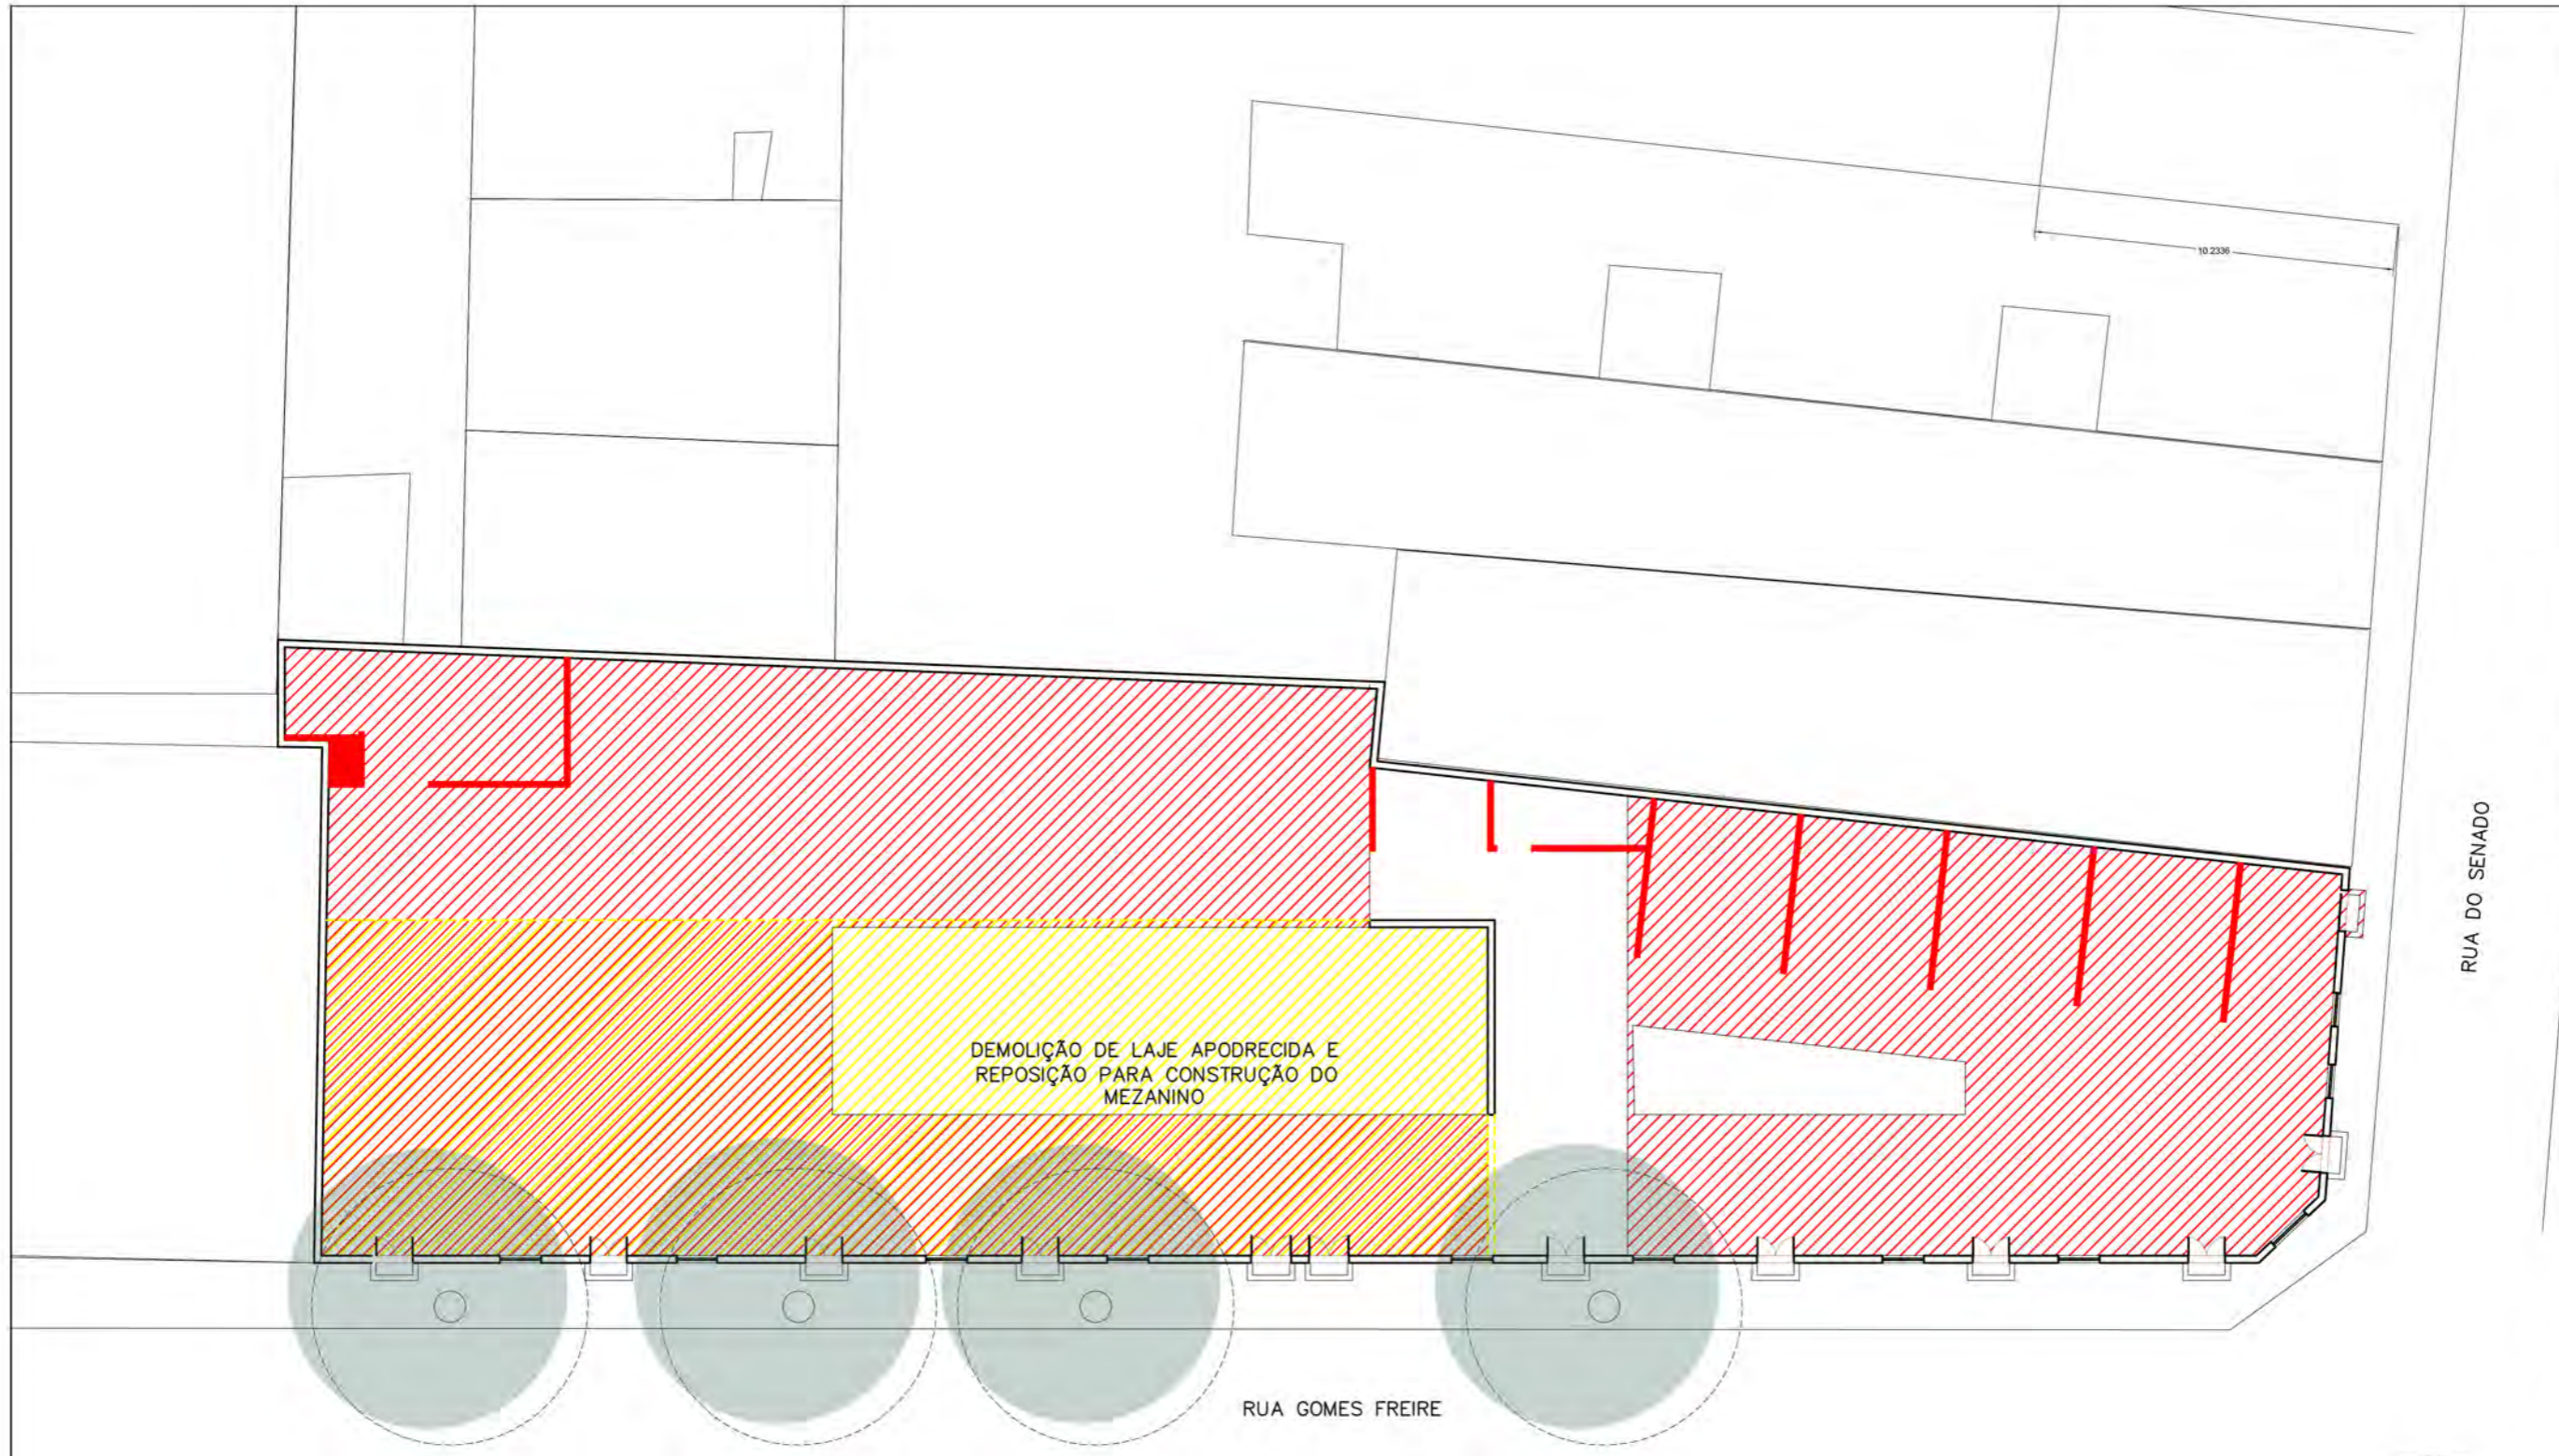 10.2336
RUA DO SENADO
DEMOLIÇÃO DE LAJE APODRECIDA E
REPOSIÇÃO PARA CONSTRUÇÃO DO
MEZANINO
RUA GOMES FREIRE